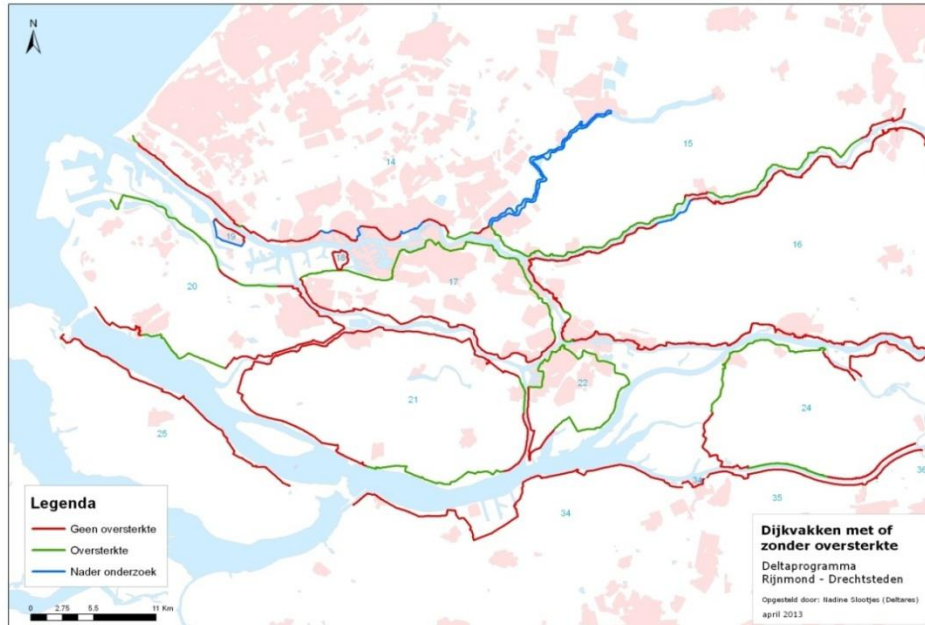 N
14
15
16
19
18
17
20
22
21
24
25
34
34
35
36
Legenda
Geen oversterkte
Oversterkte
Nader onderzoek
0 2.75 5.5 11 Km
Dijkvakken met of
zonder oversterkte
Deltaprogramma
Rijnmond - Drechtsteden
Opgesteld door: Nadine Slootjes (Deltares)
april 2013